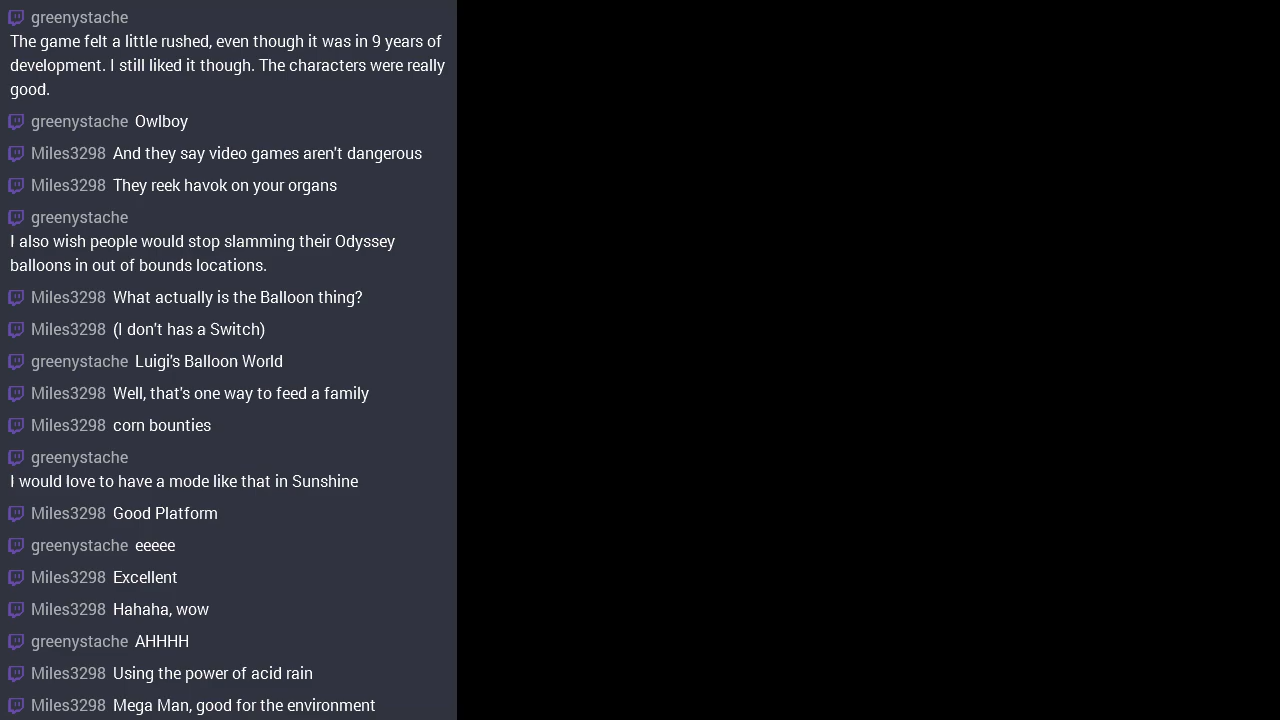 greenystache
The game felt a little rushed, even though it was in 9 years of
development. I still liked it though. The characters were really
good.
greenystache Owlboy
Miles3298 And they say video games aren't dangerous
Miles3298 They reek havok on your organs
greenystache
I also wish people would stop slamming their Odyssey
balloons in out of bounds locations.
Miles3298 What actually is the Balloon thing?
Miles3298 (I don't has a Switch)
greenystache Luigi's Balloon World
Miles3298 Well, that's one way to feed a family
Miles3298 corn bounties
greenystache
I would love to have a mode like that in Sunshine
Miles3298 Good Platform
greenystache eeeee
Miles3298 Excellent
Miles3298 Hahaha, wow
greenystache AHHHH
Miles3298 Using the power of acid rain
Miles3298 Mega Man, good for the environment